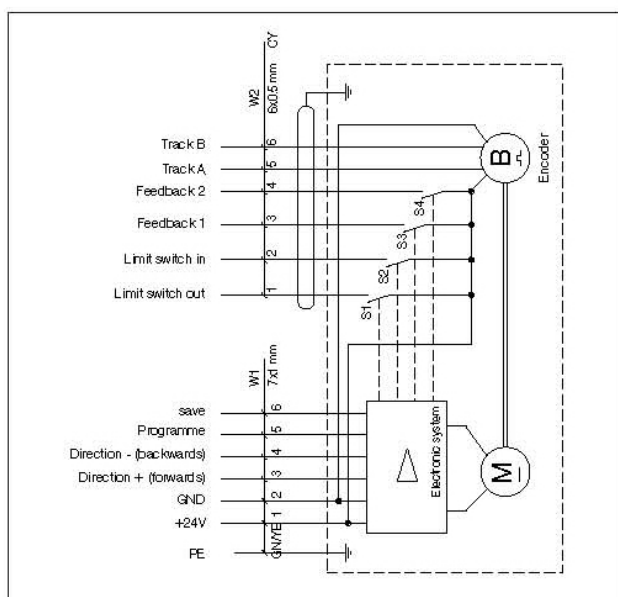 W2
6x0.5 mm
CY
Track B
6
Track A
5
Feedback 2
4
Feedback 1
3
Limit switch in
2
Limit switch out
1
S4
S3
S2
S1
B
Encoder
W1
7x1 mm
save
6
Programme
5
Direction - (backwards)
4
Direction + (forwards)
3
GND
2
+24V
1
PE
GN/YE
Electronic system
M